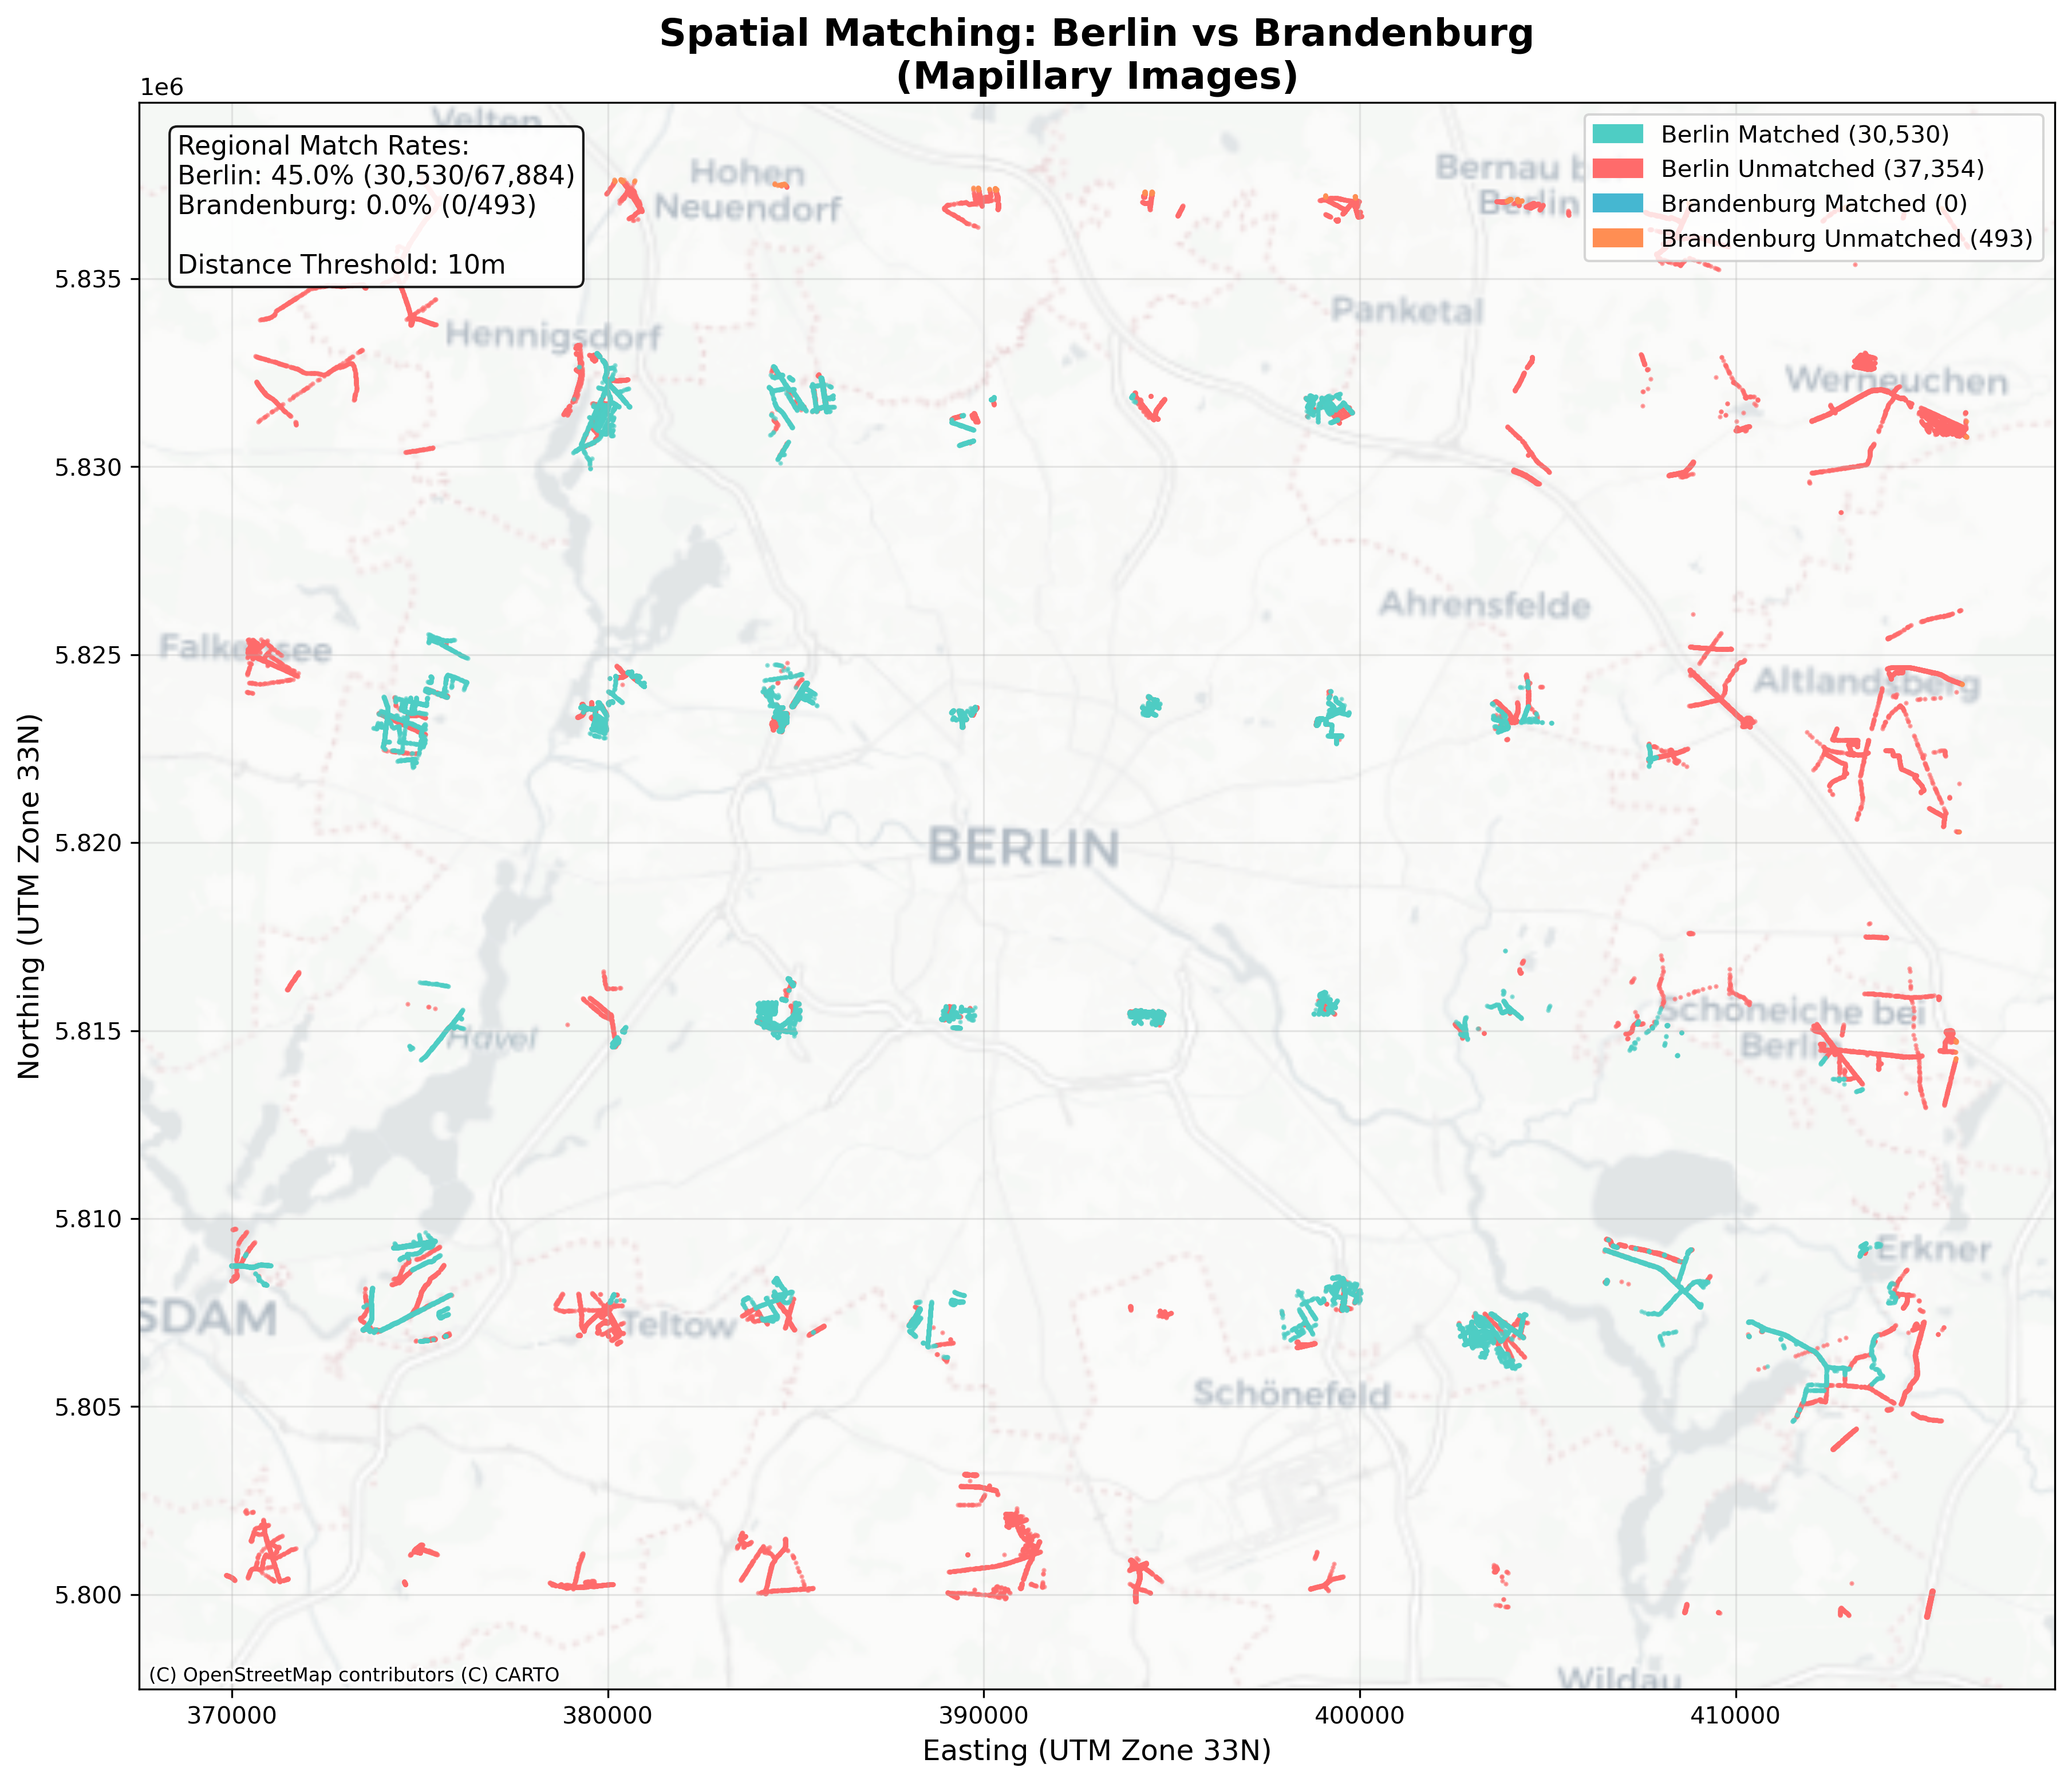 Spatial Matching: Berlin vs Brandenburg
(Mapillary Images)
1e6
Velten
Regional Match Rates:
Berlin: 45.0% (30,530/67,884)
Brandenburg: 0.0% (0/493)
Distance Threshold: 10m
Berlin Matched (30,530)
Berlin Unmatched (37,354)
Brandenburg Matched (0)
Brandenburg Unmatched (493)
Hohen
Neuendorf
Bernau b
Berlin
Panketal
Hennigsdorf
Werneuchen
Ahrensfelde
Falkensee
Altlandsberg
BERLIN
Havel
Schöneiche bei
Berlin
Erkner
SDAM
Teltow
Schönefeld
Wildau
5.835
5.830
5.825
5.820
5.815
5.810
5.805
5.800
Northing (UTM Zone 33N)
(C) OpenStreetMap contributors (C) CARTO
370000 380000 390000 400000 410000
Easting (UTM Zone 33N)